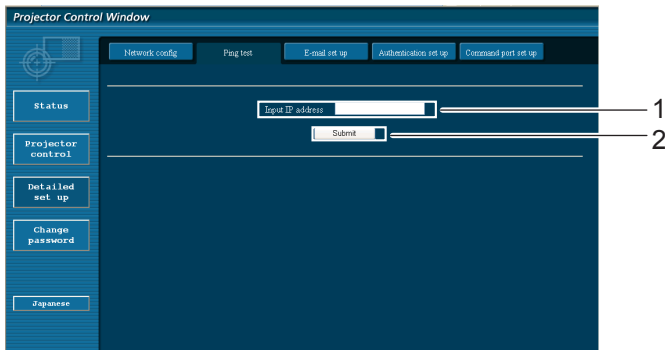 Projector Control Window
Network config
Ping test
E-mail set up
Authentication set up
Command port set up
Status
Projector
control
Detailed
set up
Change
password
Japanese
Input IP address
Submit
1
2